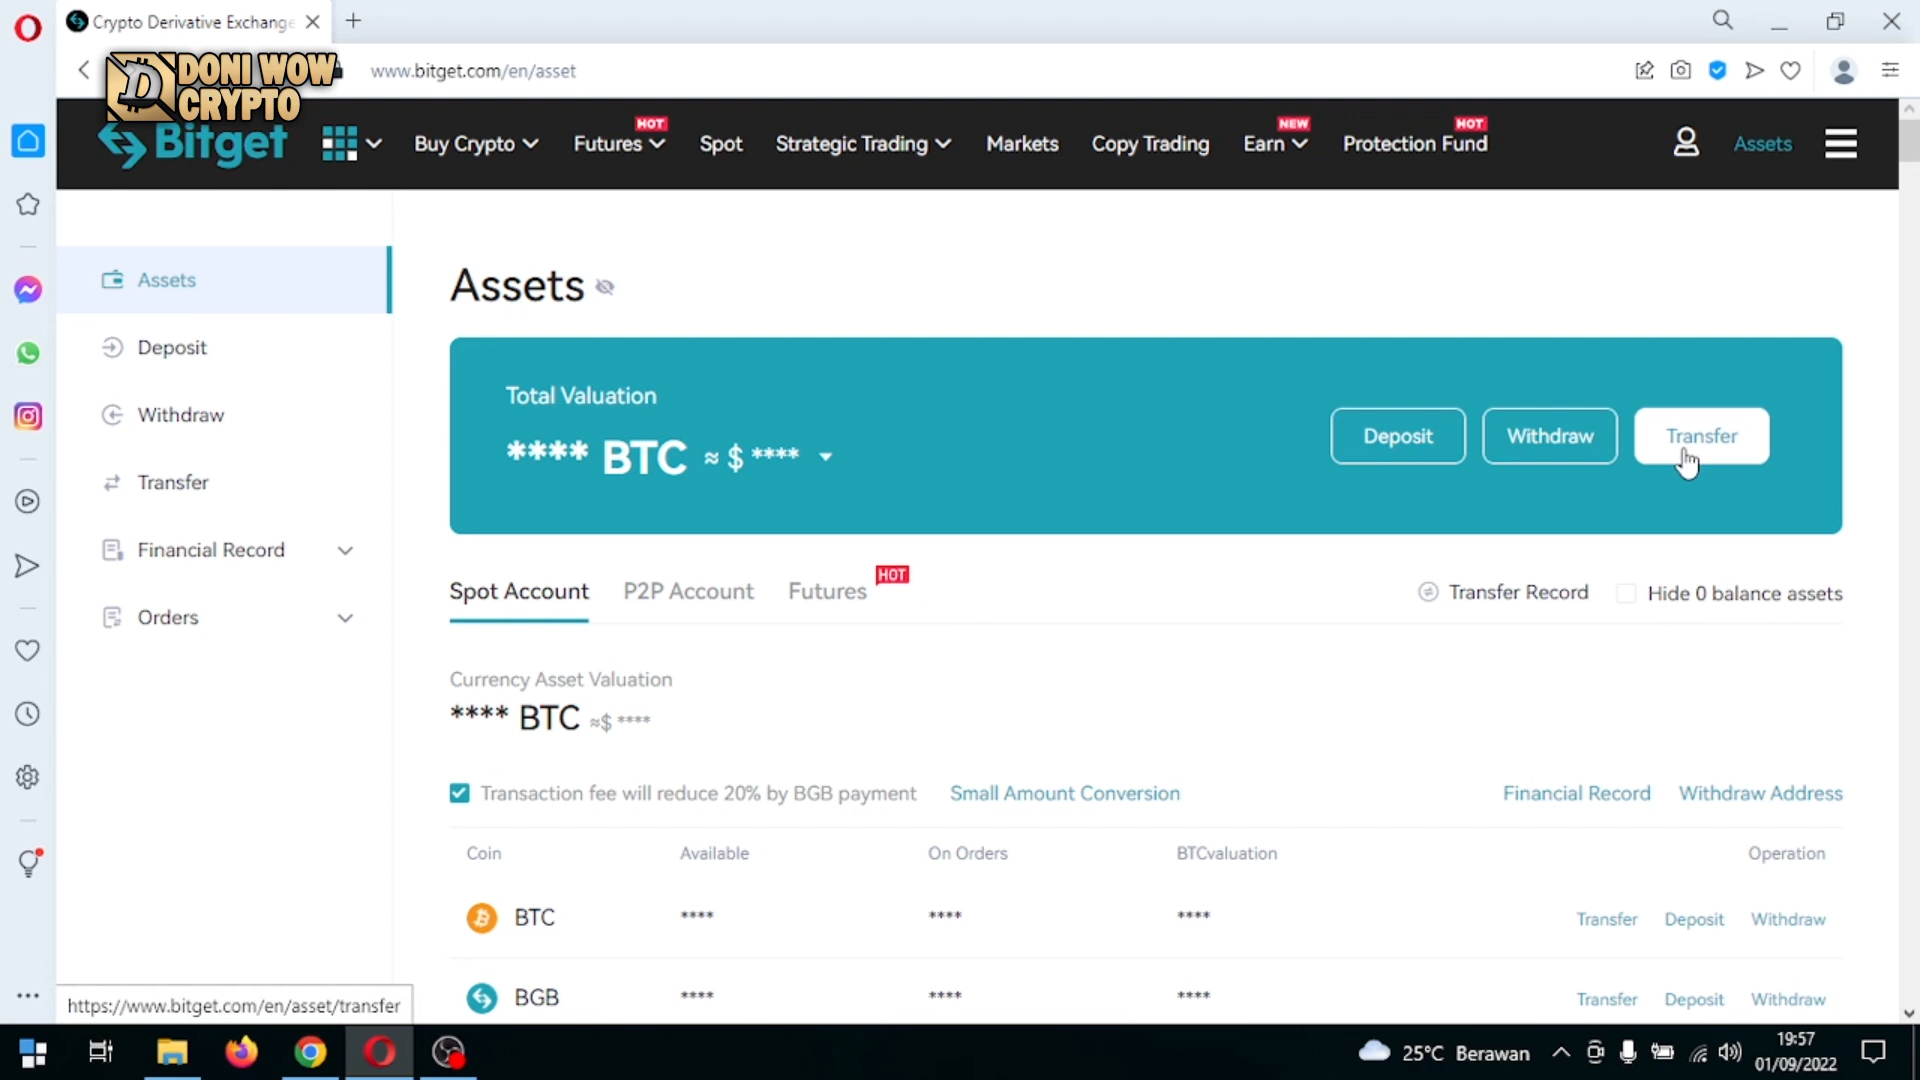 Crypto Derivative Exchange
DONI WOW
CRYPTO
www.bitget.com/en/asset
Bitget
Buy Crypto
Futures
HOT
Spot
Strategic Trading
Markets
Copy Trading
Earn
NEW
Protection Fund
HOT
Assets
Assets
Deposit
Withdraw
Transfer
Financial Record
Orders
Assets
Total Valuation
**** BTC ≈ $ ****
Deposit
Withdraw
Transfer
Spot Account
P2P Account
Futures
HOT
Transfer Record
Hide 0 balance assets
Currency Asset Valuation
**** BTC ≈$ ****
Transaction fee will reduce 20% by BGB payment
Small Amount Conversion
Financial Record
Withdraw Address
Coin Available On Orders BTCvaluation Operation
BTC **** **** **** Transfer Deposit Withdraw
BGB **** **** **** Transfer Deposit Withdraw
https://www.bitget.com/en/asset/transfer
25°C Berawan
19:57
01/09/2022